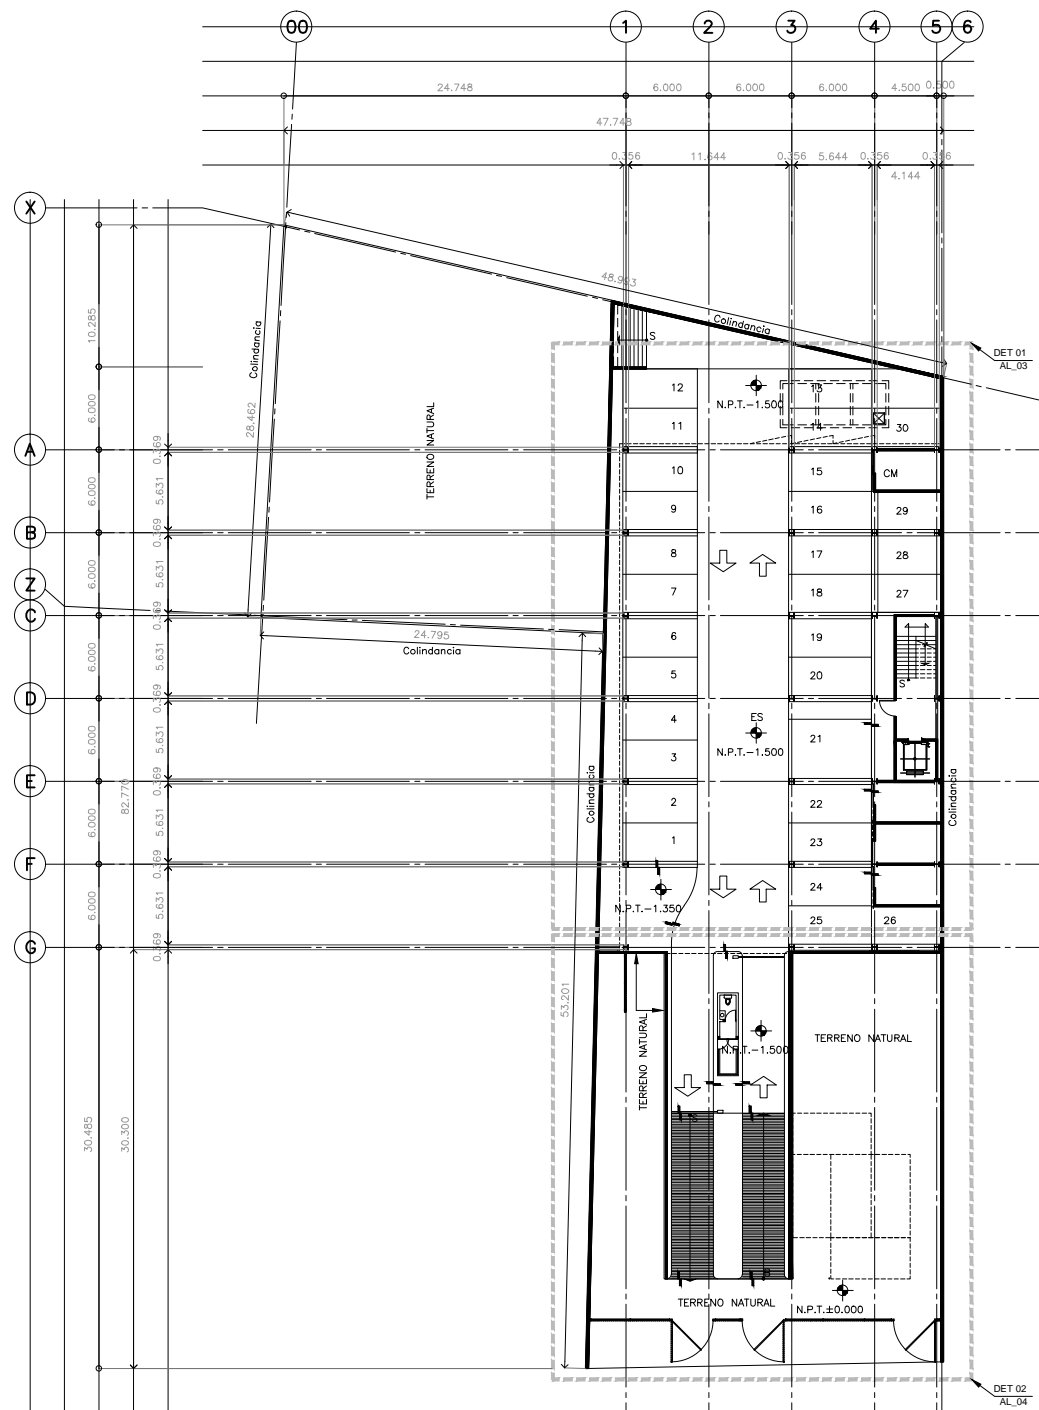 00 1 2 3 4 5 6
24.748 6.000 6.000 6.000 4.500 0.500
47.748
0.356 11.644 0.356 5.644 0.356 0.356
4.144
X
48.993
Colindancia
S
DET 01
AL_03
10.285
Colindancia
28.462
TERRENO NATURAL
12 13
N.P.T.-1.500
6.000
11 14 30
A
0.369
10 15 CM
6.000 5.631
9 16 29
B
0.369
8 17 28
6.000 5.631
7 18 27
Z
C
0.369
24.795
Colindancia
6 19
6.000 5.631
5 20
S
D
0.369
4 ES
N.P.T.-1.500
21
6.000 5.631
3
E
0.369
82.770
Colindancia
Colindancia
2 22
6.000 5.631
1 23
F
0.369
24
N.P.T.-1.350
6.000 5.631
25 26
G
0.369
53.201
TERRENO NATURAL
N.P.T.-1.500
TERRENO NATURAL
30.485 30.300
S
TERRENO NATURAL
N.P.T.±0.000
DET 02
AL_04